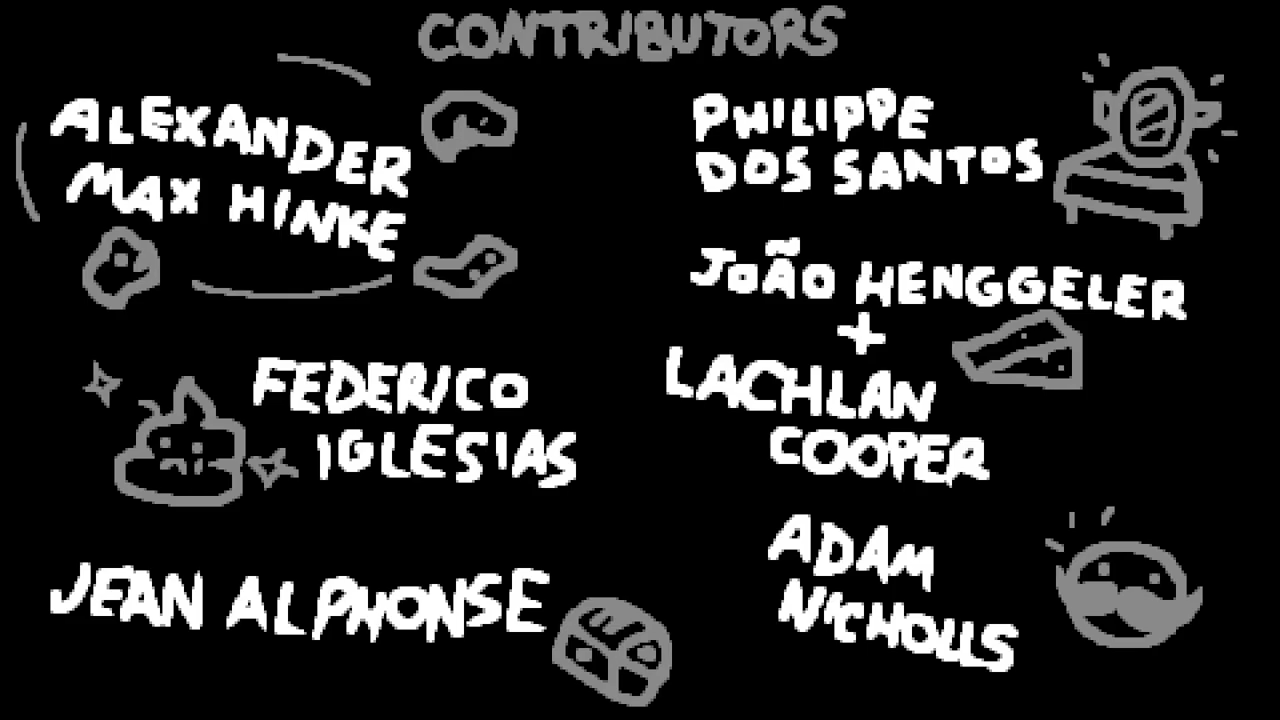 CONTRIBUTORS
ALEXANDER
MAX HINKE
FEDERICO
IGLESIAS
JEAN ALPHONSE
PHILIPPE
DOS SANTOS
JOÃO HENGGELER
+
LACHLAN
COOPER
ADAM
NICHOLLS